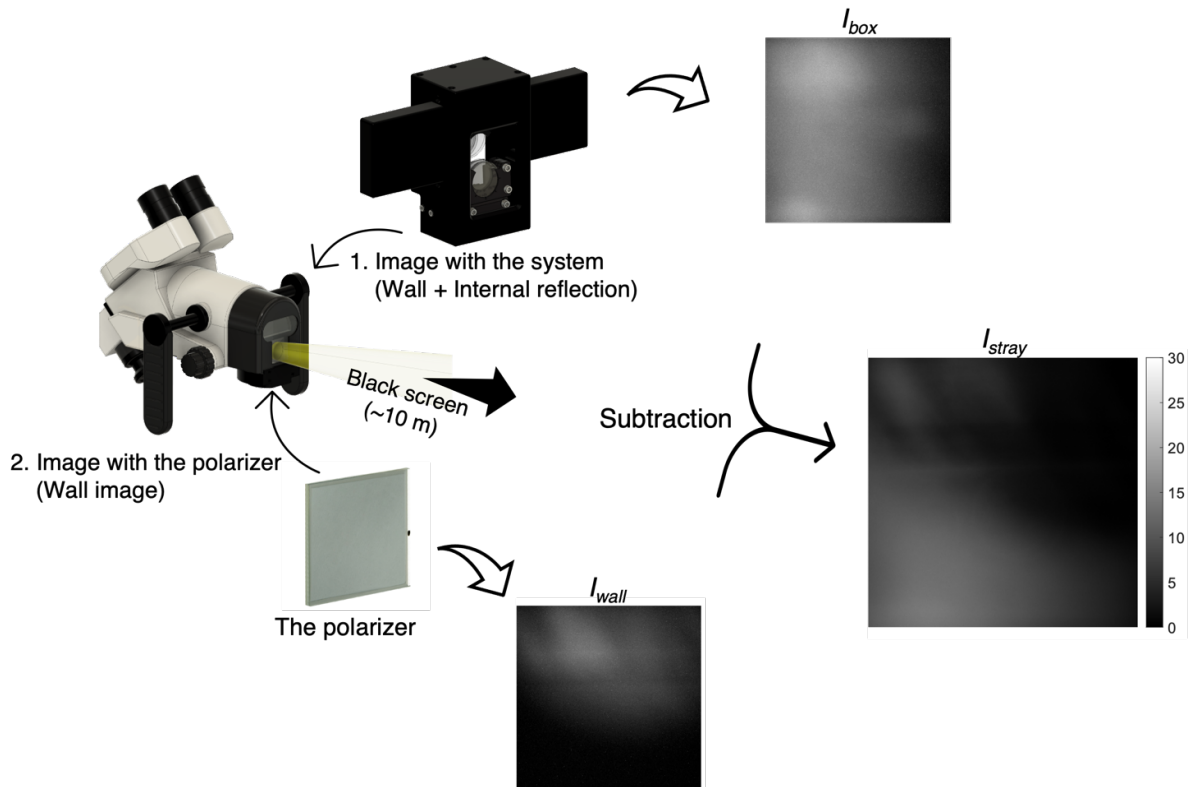 I_box
1. Image with the system
(Wall + Internal reflection)
Black screen
(~10 m)
I_stray
30
25
20
15
10
5
0
Subtraction
2. Image with the polarizer
(Wall image)
I_wall
The polarizer